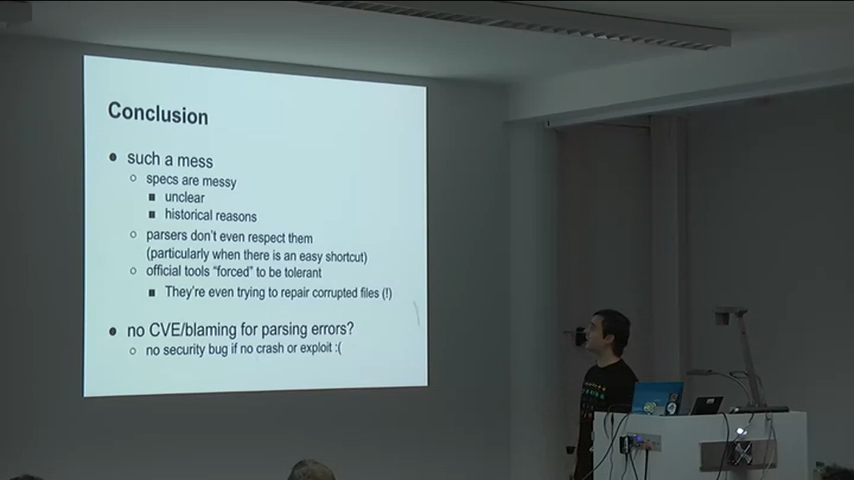 Conclusion
● such a mess
○ specs are messy
■ unclear
■ historical reasons
○ parsers don't even respect them
(particularly when there is an easy shortcut)
○ official tools "forced" to be tolerant
■ They're even trying to repair corrupted files (!)
● no CVE/blaming for parsing errors?
○ no security bug if no crash or exploit :(